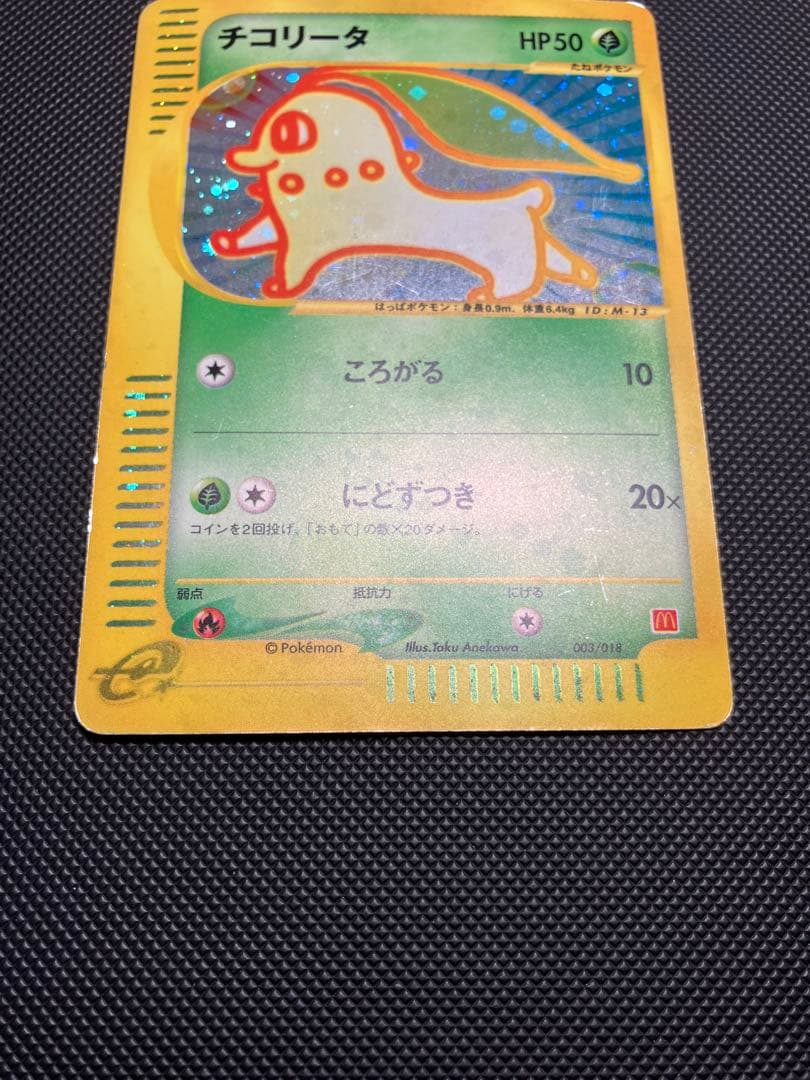 チコリータ HP50
たねポケモン
はっぱポケモン：身長0.9m、体重6.4kg ID:M-13
ころがる 10
にどずつき 20×
コインを2回投げ、「おもて」の数×20ダメージ。
弱点 抵抗力 にげる
© Pokémon Illus.Taku Anekawa 003/018